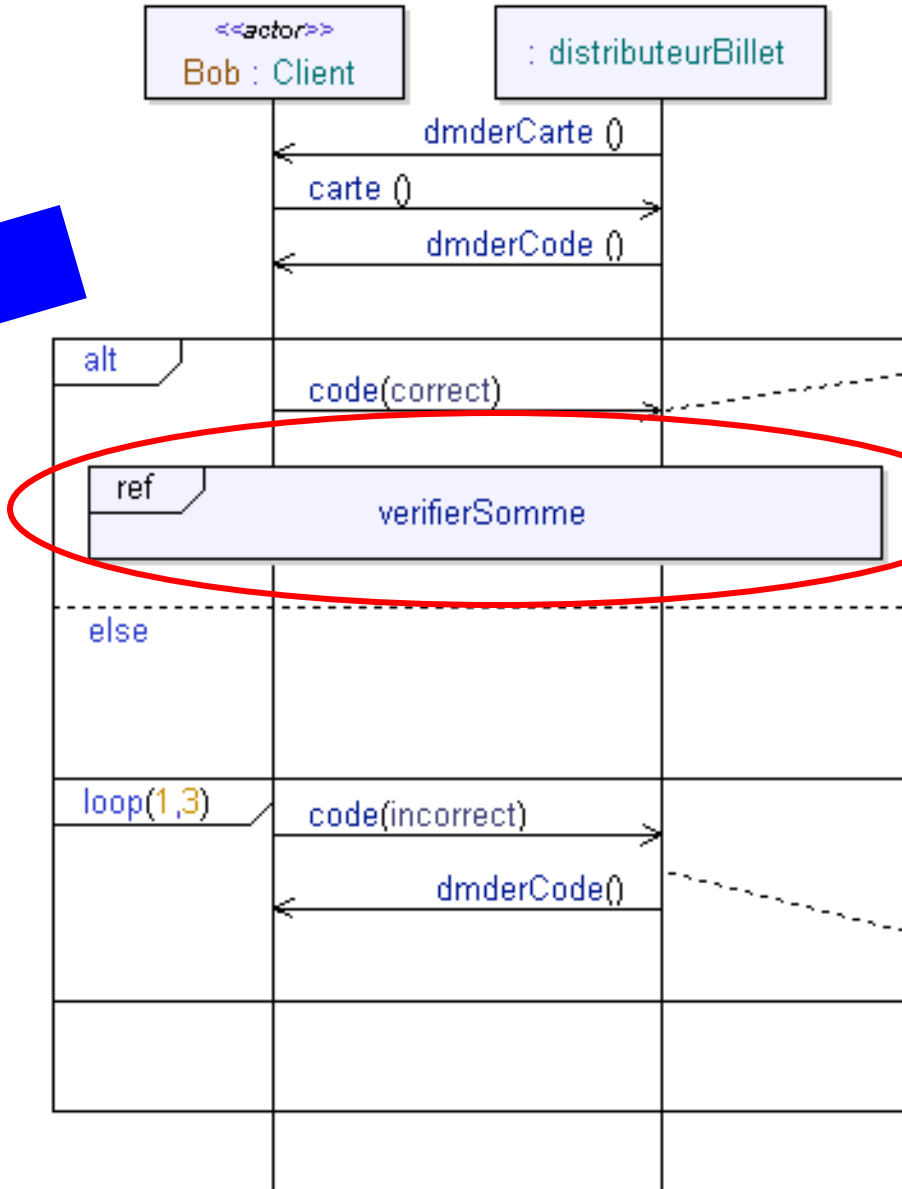 <<actor>>
Bob : Client
: distributeurBillet
dmderCarte ()
carte ()
dmderCode ()
alt
code(correct)
ref
verifierSomme
else
loop(1,3)
code(incorrect)
dmderCode()